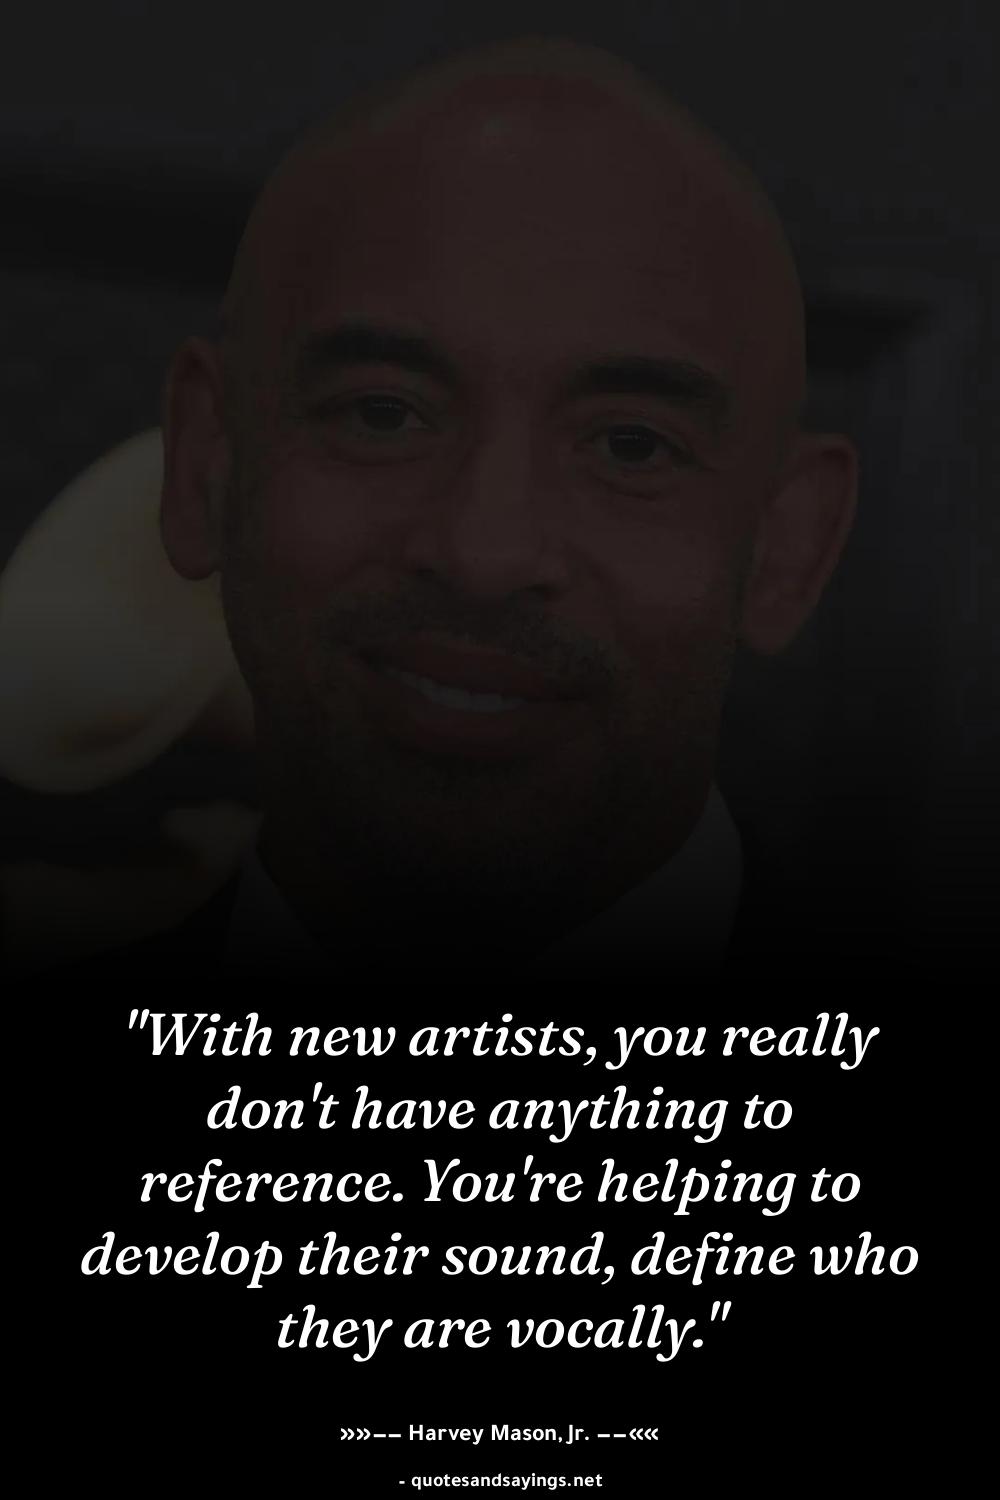 "With new artists, you really
don't have anything to
reference. You're helping to
develop their sound, define who
they are vocally."
»»−− Harvey Mason, Jr. −−««
- quotesandsayings.net